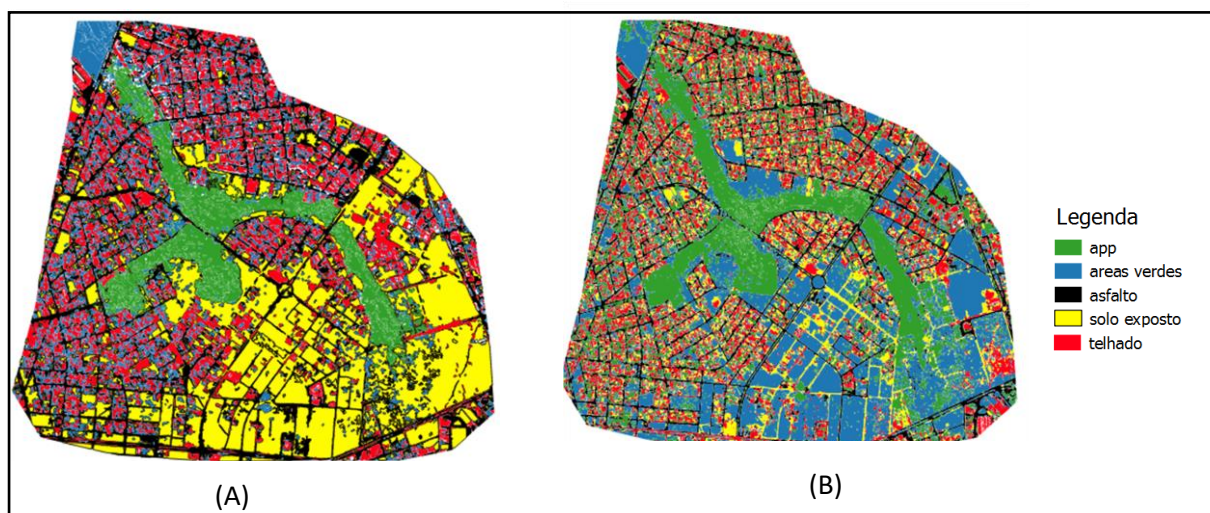 Legenda
app
areas verdes
asfalto
solo exposto
telhado
(A)
(B)